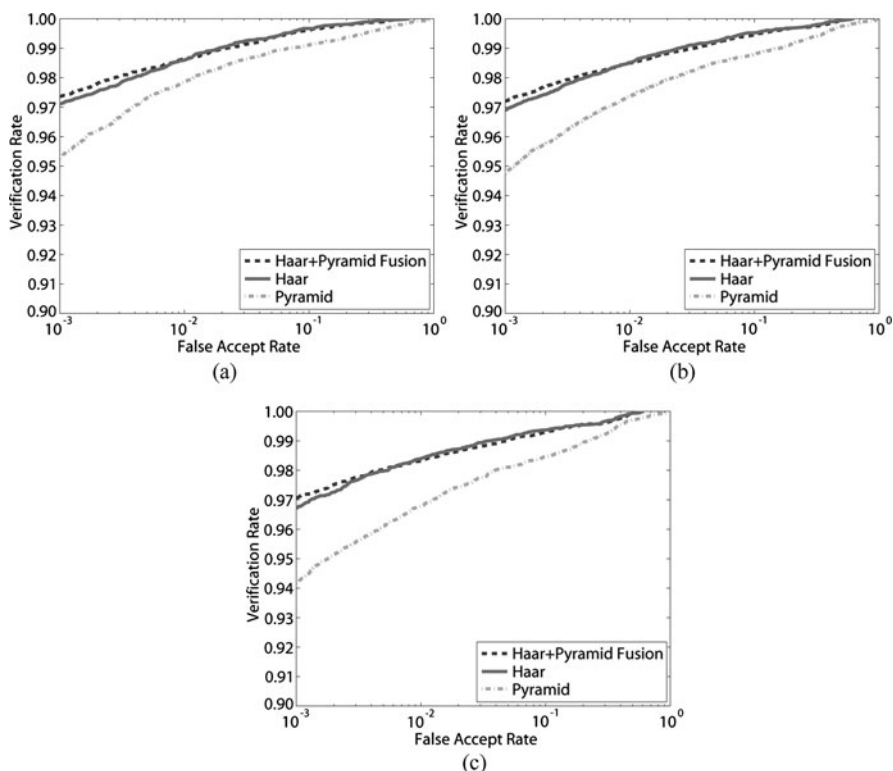 1.00
0.99
0.98
0.97
0.96
0.95
0.94
0.93
0.92
0.91
0.90
Verification Rate
Haar+Pyramid Fusion
Haar
Pyramid
10^-3
10^-2
10^-1
10^0
False Accept Rate
(a)
1.00
0.99
0.98
0.97
0.96
0.95
0.94
0.93
0.92
0.91
0.90
Verification Rate
Haar+Pyramid Fusion
Haar
Pyramid
10^-3
10^-2
10^-1
10^0
False Accept Rate
(b)
1.00
0.99
0.98
0.97
0.96
0.95
0.94
0.93
0.92
0.91
0.90
Verification Rate
Haar+Pyramid Fusion
Haar
Pyramid
10^-3
10^-2
10^-1
10^0
False Accept Rate
(c)